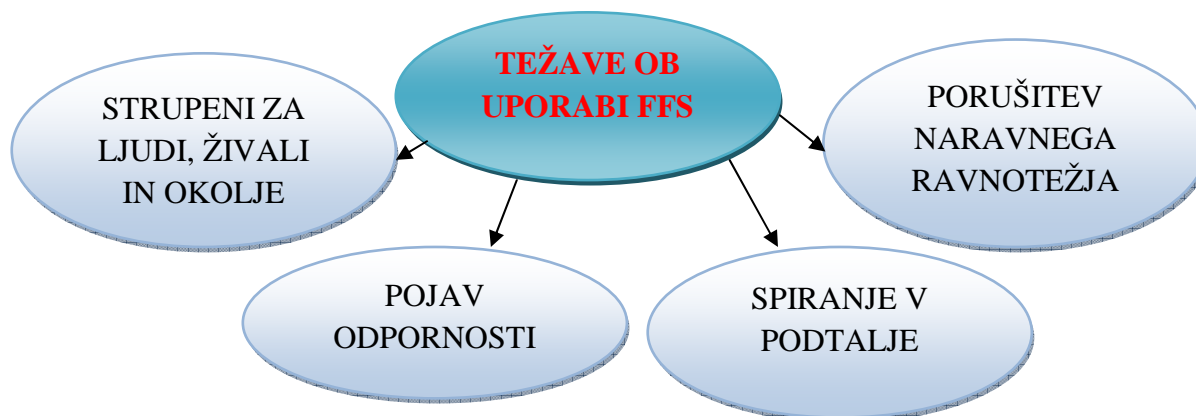 TEŽAVE OB
UPORABI FFS
STRUPENI ZA
LJUDI, ŽIVALI
IN OKOLJE
POJAV
ODPORNOSTI
SPIRANJE V
PODTALJE
PORUŠITEV
NARAVNEGA
RAVNOTEŽJA